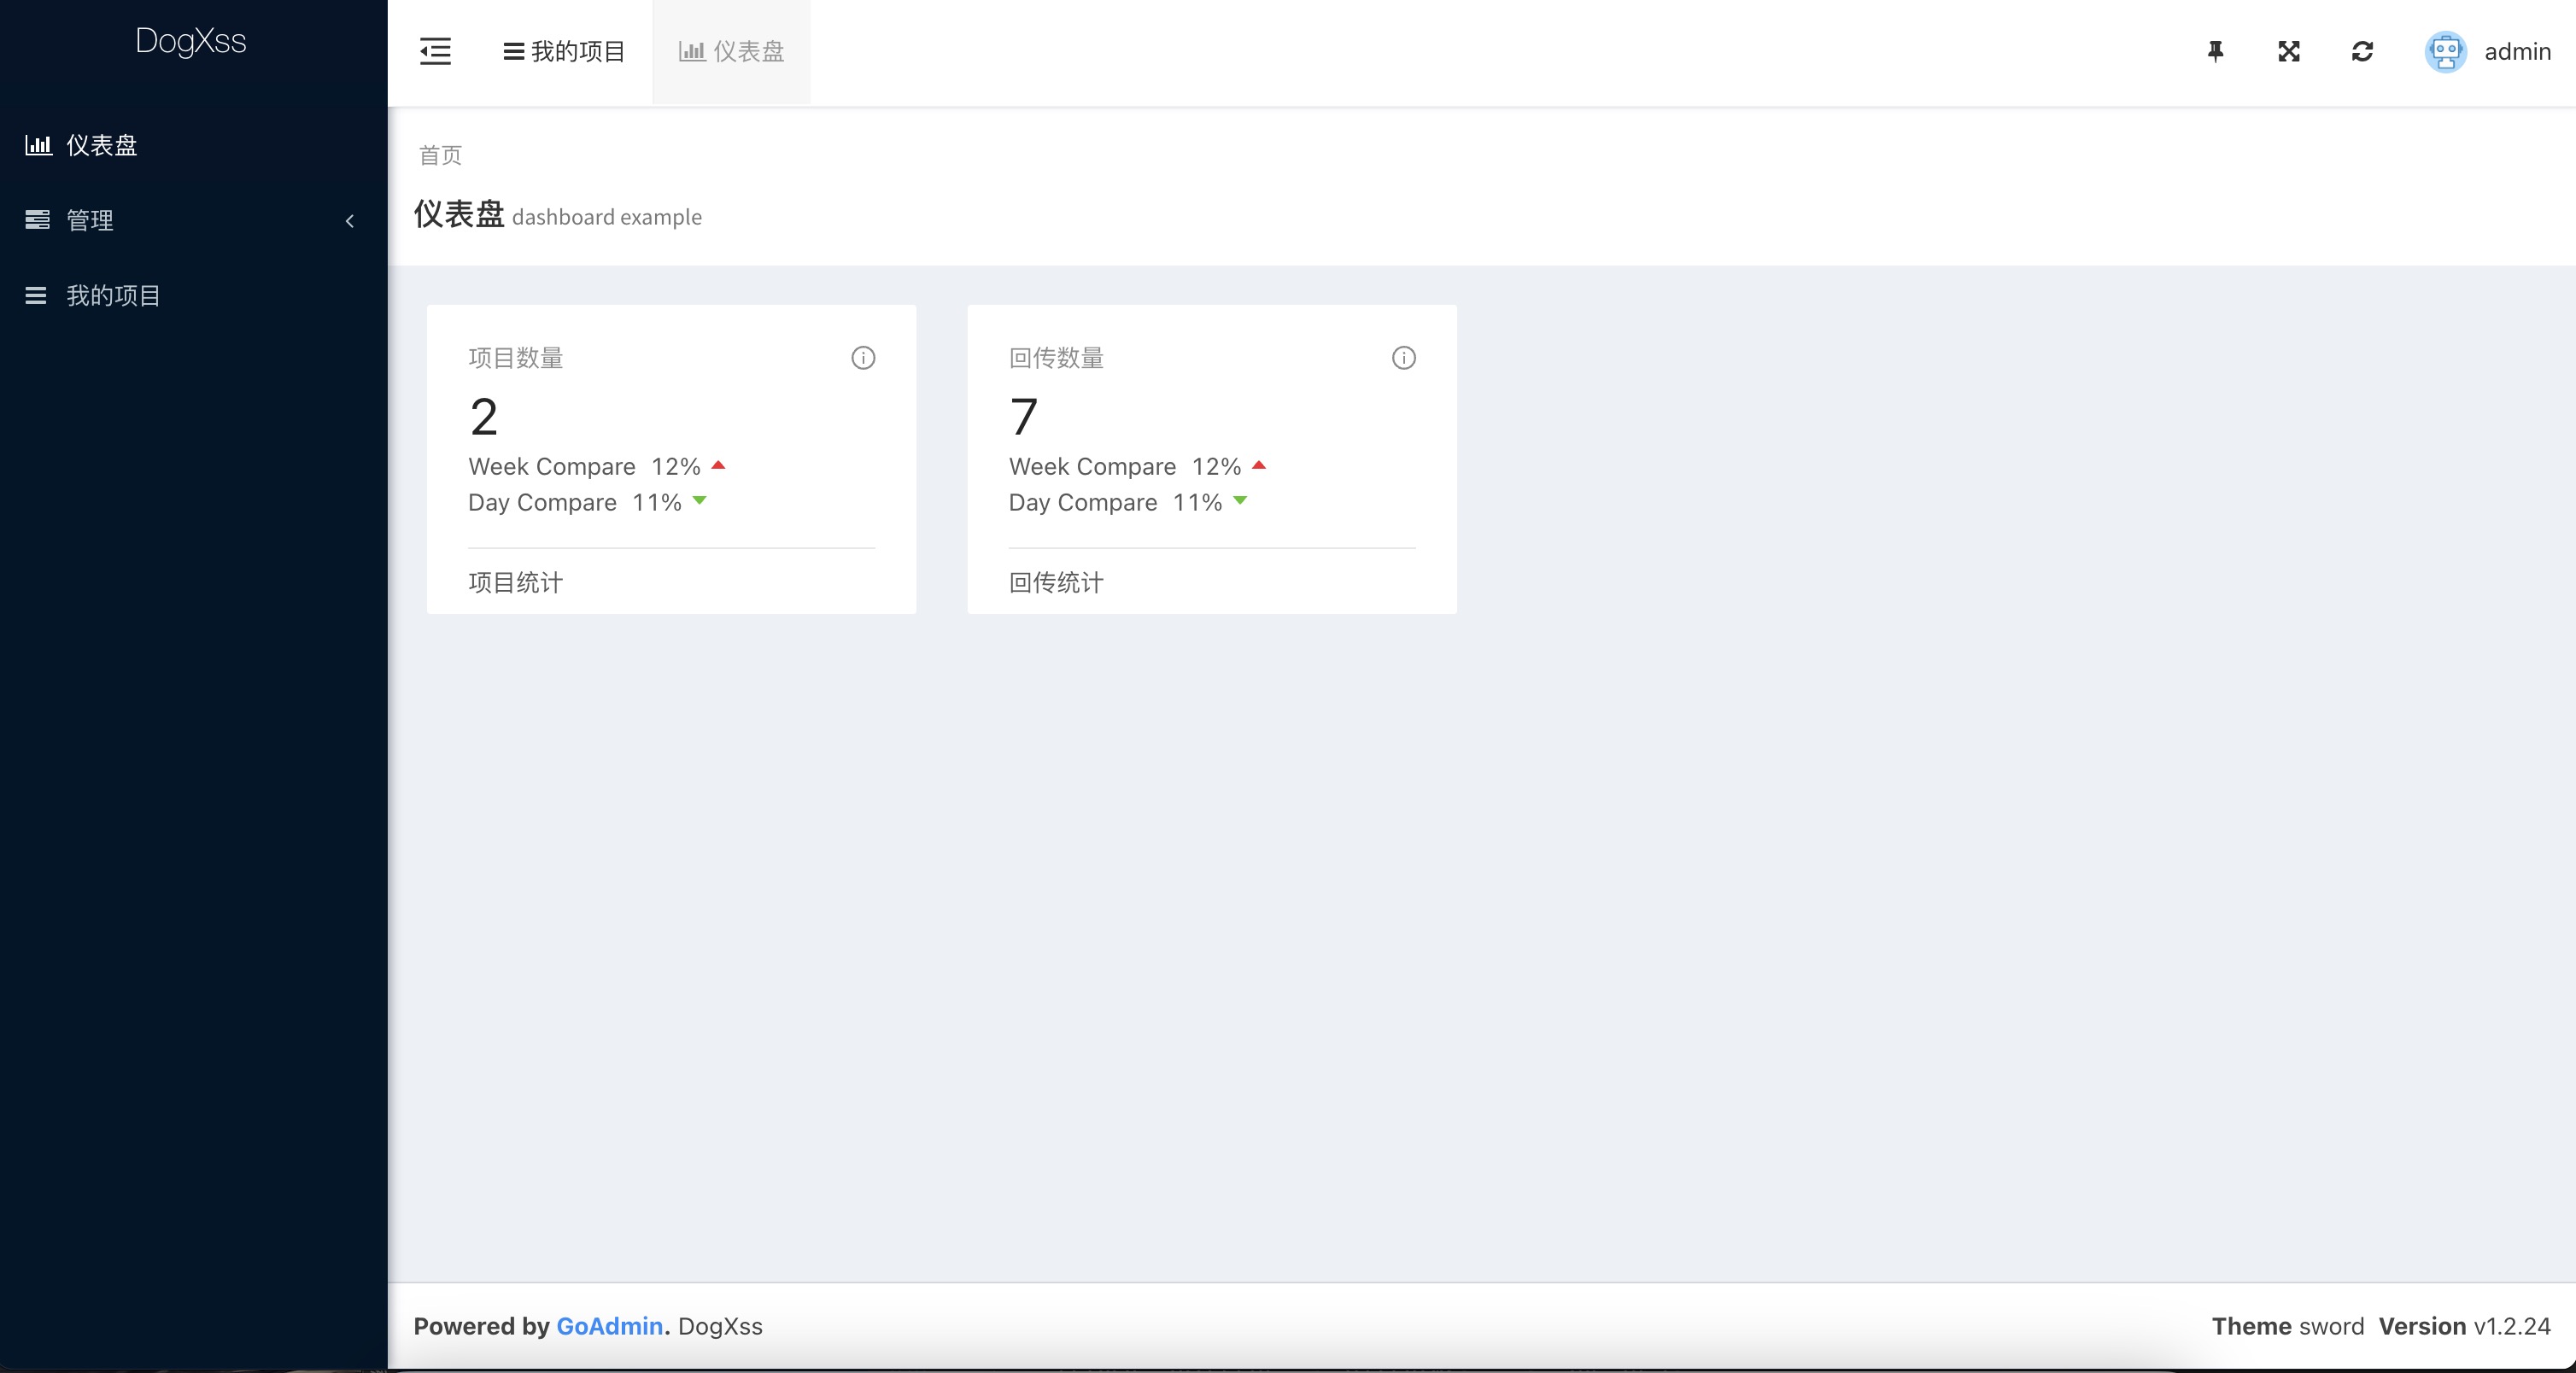 DogXss
我的项目
仪表盘
admin
仪表盘
管理
我的项目
首页
仪表盘 dashboard example
项目数量
2
Week Compare 12%
Day Compare 11%
项目统计
回传数量
7
Week Compare 12%
Day Compare 11%
回传统计
Powered by GoAdmin. DogXss
Theme sword Version v1.2.24